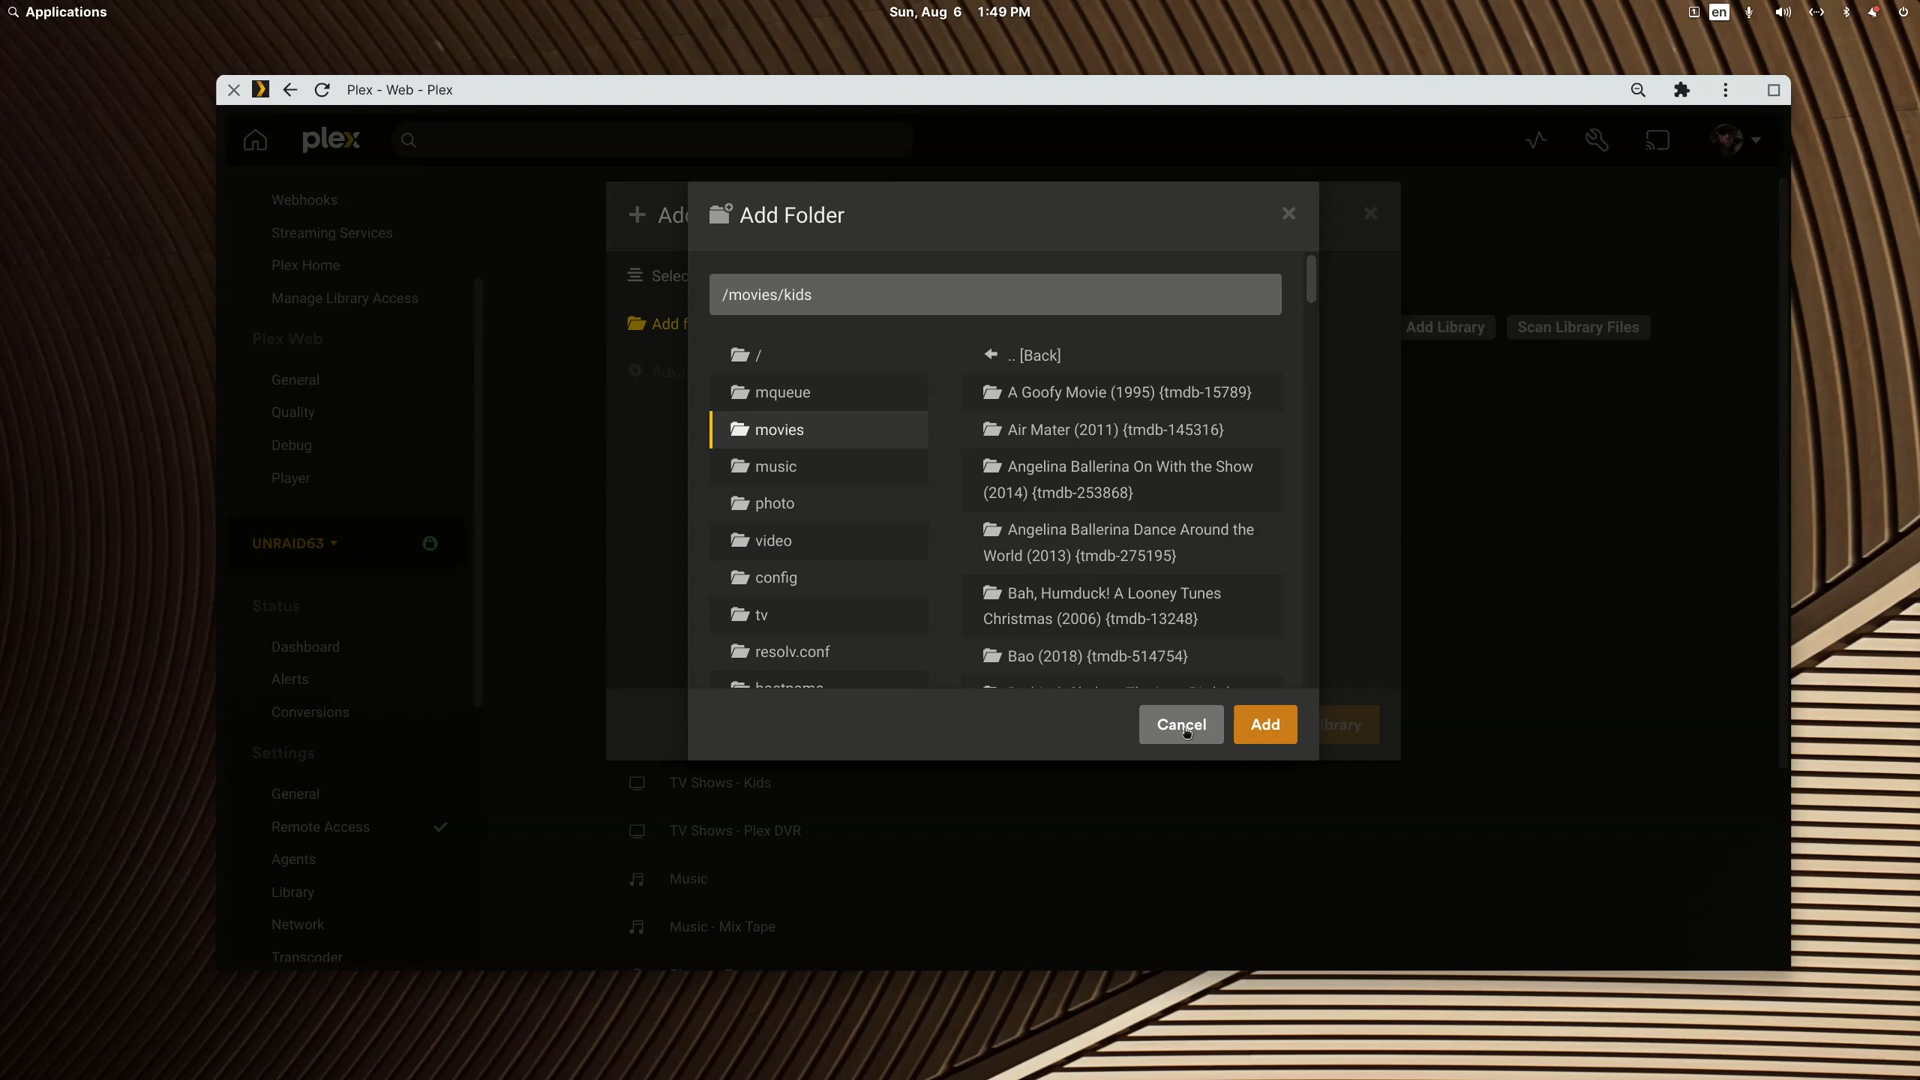 Applications
Sun, Aug 6 1:49 PM
1
en
Plex - Web - Plex
plex
Webhooks
Streaming Services
Plex Home
Manage Library Access
Plex Web
General
Quality
Debug
Player
UNRAID63
Status
Dashboard
Alerts
Conversions
Settings
General
Remote Access
Agents
Library
Network
Transcoder
Add Folder
/movies/kids
/
mqueue
movies
music
photo
video
config
tv
resolv.conf
hostname
.. [Back]
A Goofy Movie (1995) {tmdb-15789}
Air Mater (2011) {tmdb-145316}
Angelina Ballerina On With the Show
(2014) {tmdb-253868}
Angelina Ballerina Dance Around the
World (2013) {tmdb-275195}
Bah, Humduck! A Looney Tunes
Christmas (2006) {tmdb-13248}
Bao (2018) {tmdb-514754}
Cancel
Add
Add Library
Scan Library Files
TV Shows - Kids
TV Shows - Plex DVR
Music
Music - Mix Tape